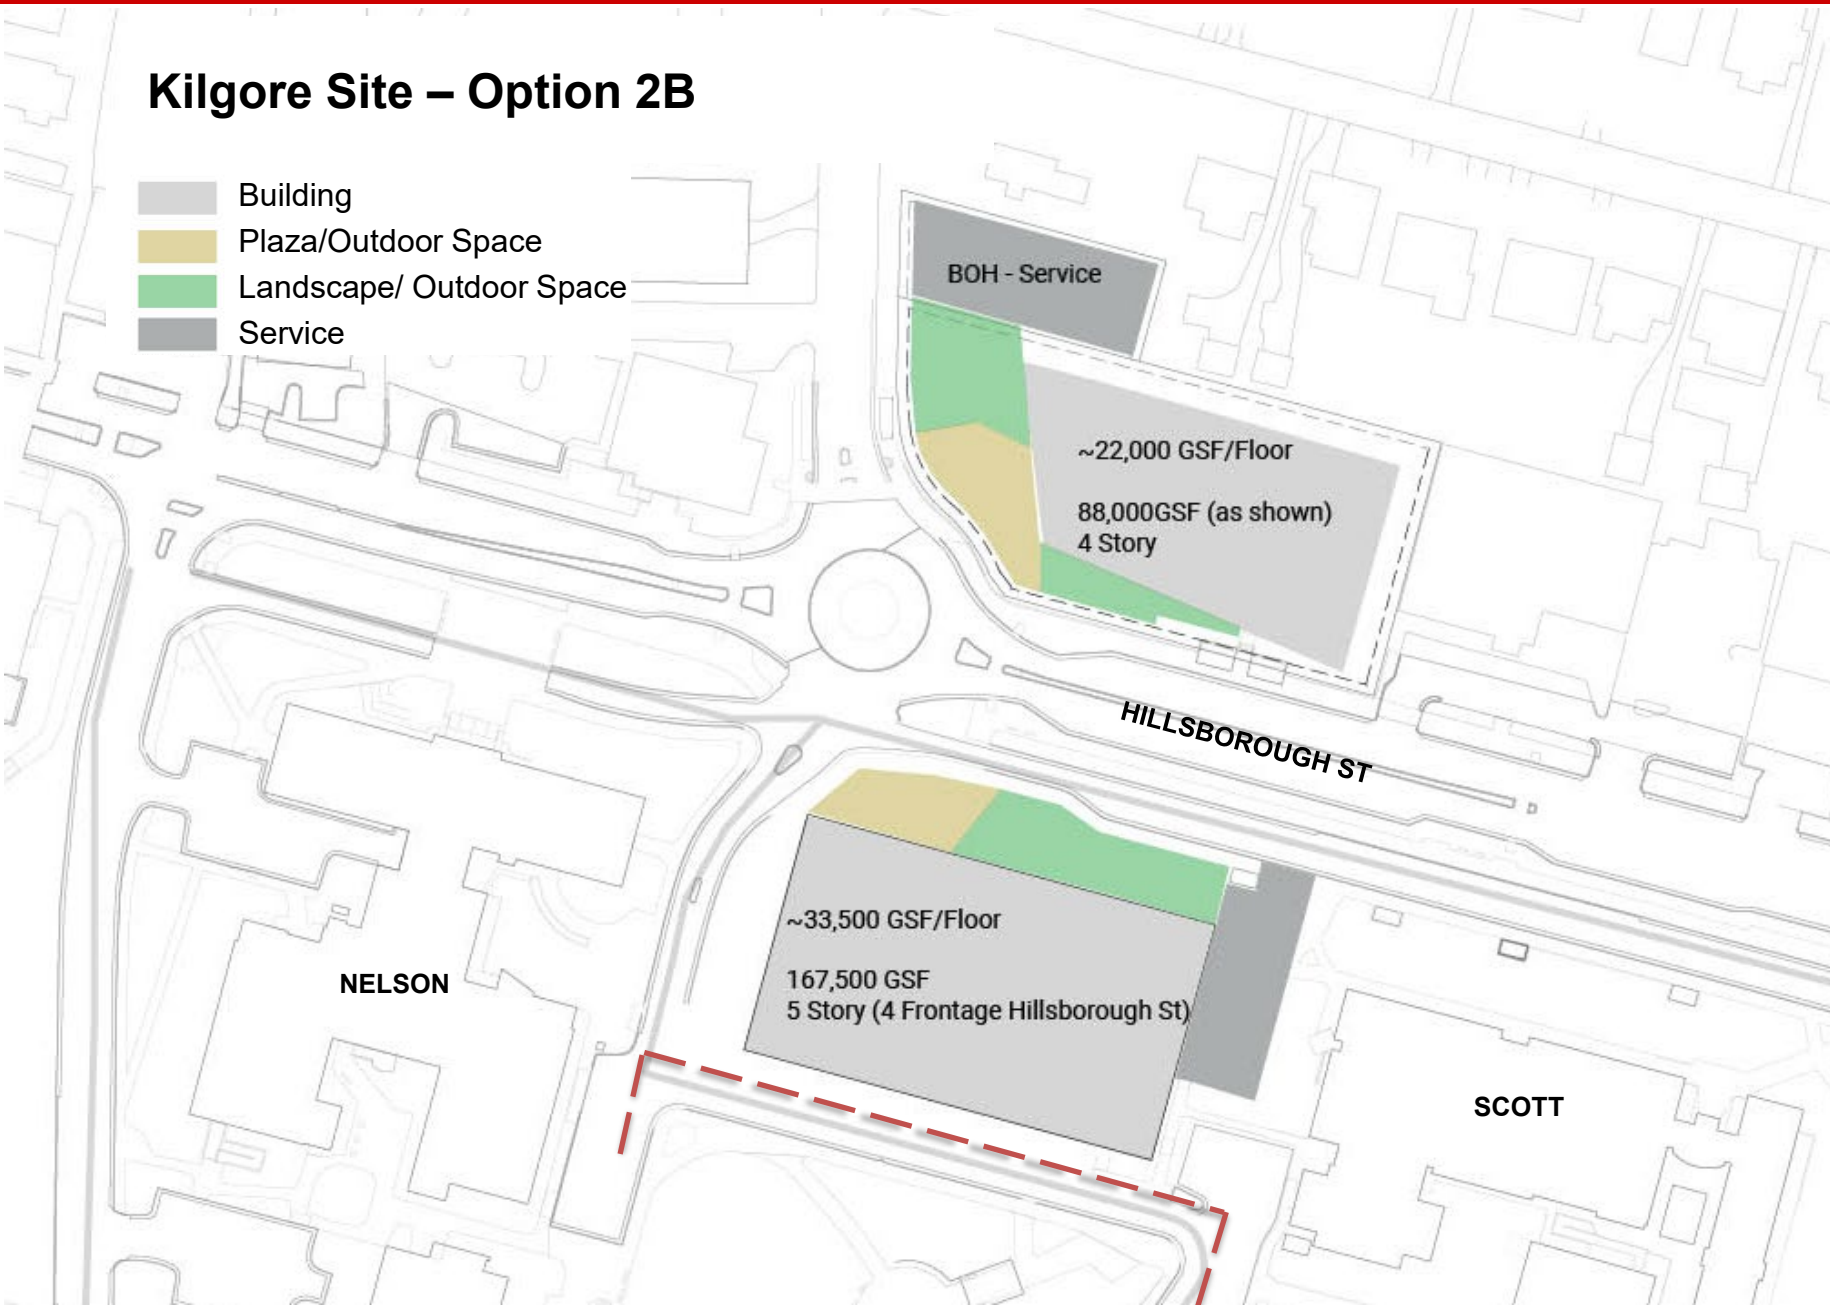 Kilgore Site – Option 2B
Building
Plaza/Outdoor Space
Landscape/ Outdoor Space
Service
BOH - Service
~22,000 GSF/Floor
88,000GSF (as shown)
4 Story
HILLSBOROUGH ST
~33,500 GSF/Floor
167,500 GSF
5 Story (4 Frontage Hillsborough St)
NELSON
SCOTT